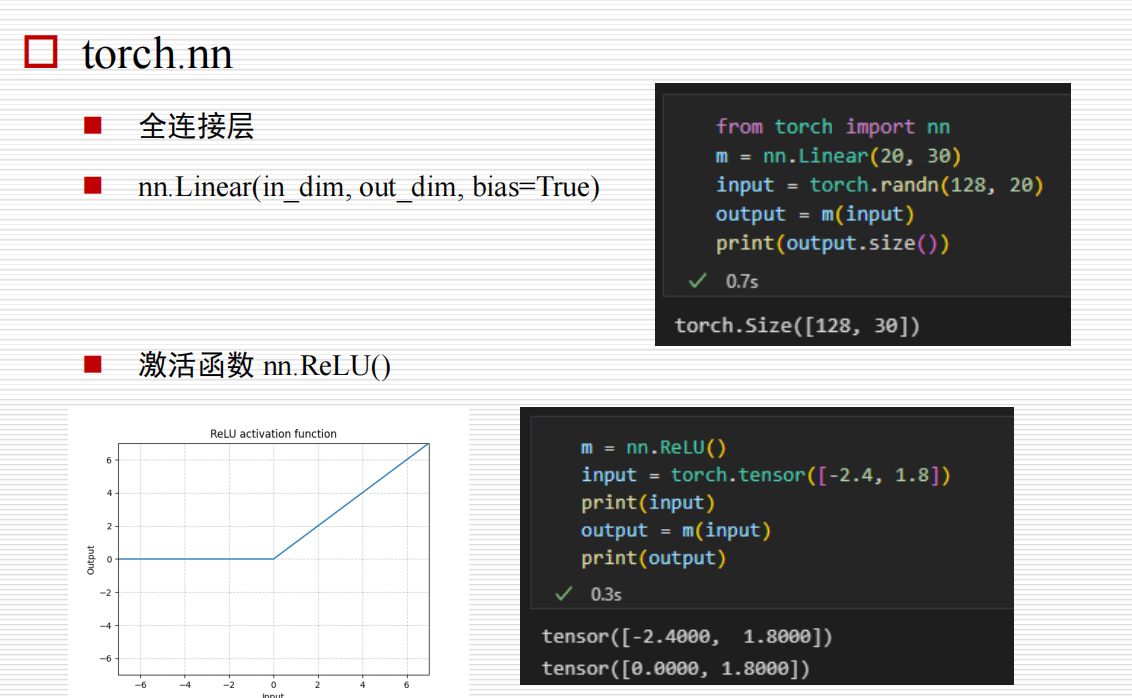 torch.nn
全连接层
nn.Linear(in_dim, out_dim, bias=True)
from torch import nn
m = nn.Linear(20, 30)
input = torch.randn(128, 20)
output = m(input)
print(output.size())
0.7s
torch.Size([128, 30])
激活函数 nn.ReLU()
ReLU activation function
6
4
2
0
−2
−4
−6
Output
−6 −4 −2 0 2 4 6
Input
m = nn.ReLU()
input = torch.tensor([-2.4, 1.8])
print(input)
output = m(input)
print(output)
0.3s
tensor([-2.4000,  1.8000])
tensor([0.0000, 1.8000])